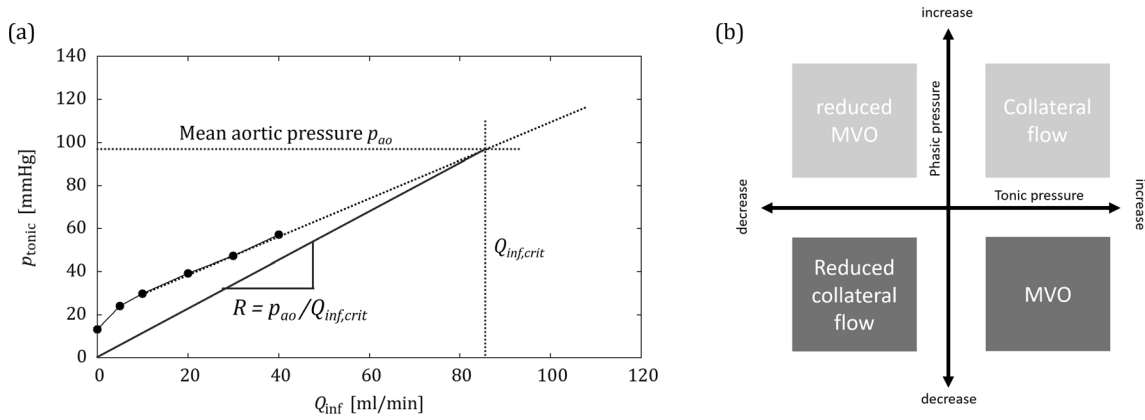 (a)
140
120
100
80
60
40
20
0
p_tonic [mmHg]
Mean aortic pressure p_ao
Q_inf,crit
R = p_ao/Q_inf,crit
0
20
40
60
80
100
120
Q_inf [ml/min]
(b)
increase
Phasic pressure
reduced
MVO
Collateral
flow
decrease
Tonic pressure
increase
Reduced
collateral
flow
MVO
decrease